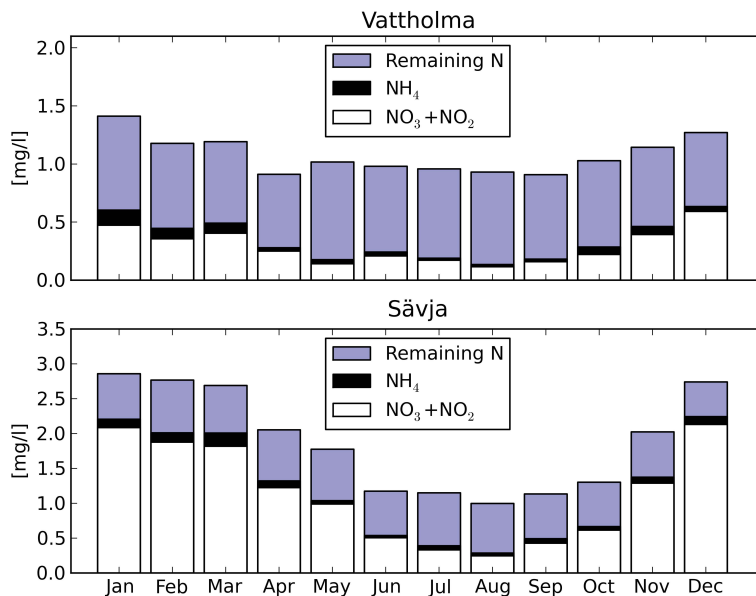 Vattholma
2.0
1.5
1.0
0.5
0.0
[mg/l]
Remaining N
NH₄
NO₃+NO₂
Sävja
3.5
3.0
2.5
2.0
1.5
1.0
0.5
0.0
[mg/l]
Remaining N
NH₄
NO₃+NO₂
Jan Feb Mar Apr May Jun Jul Aug Sep Oct Nov Dec